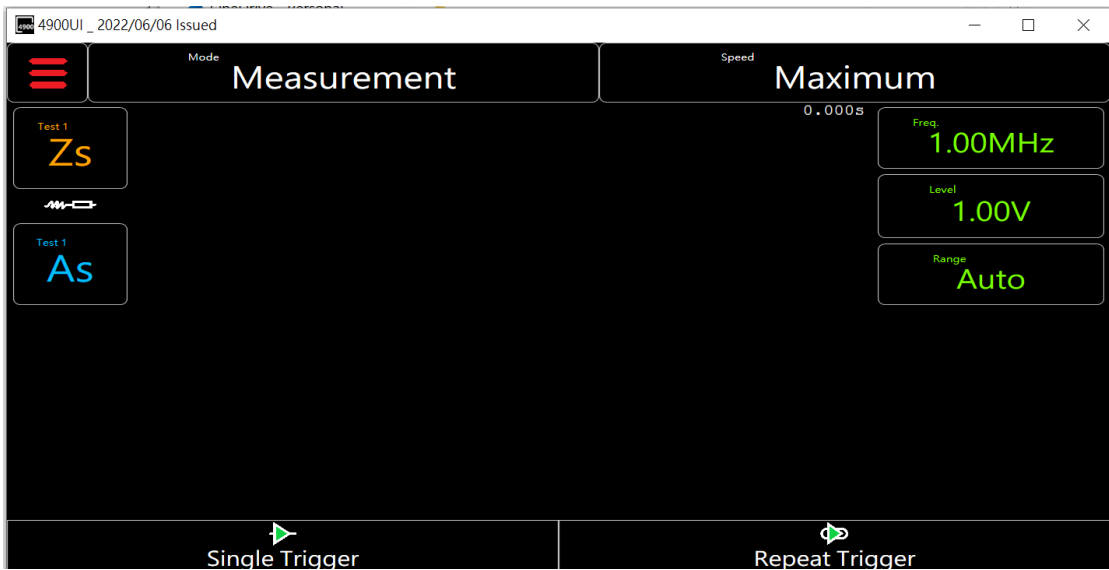 4900 4900UI _ 2022/06/06 Issued
Mode
Measurement
Speed
Maximum
0.000s
Test 1
Zs
Freq.
1.00MHz
Level
1.00V
Test 1
As
Range
Auto
Single Trigger
Repeat Trigger